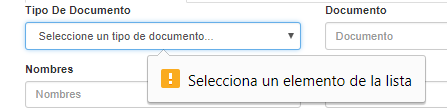 Tipo De Documento Documento
Seleccione un tipo de documento... Documento
Selecciona un elemento de la lista
Nombres
Nombres